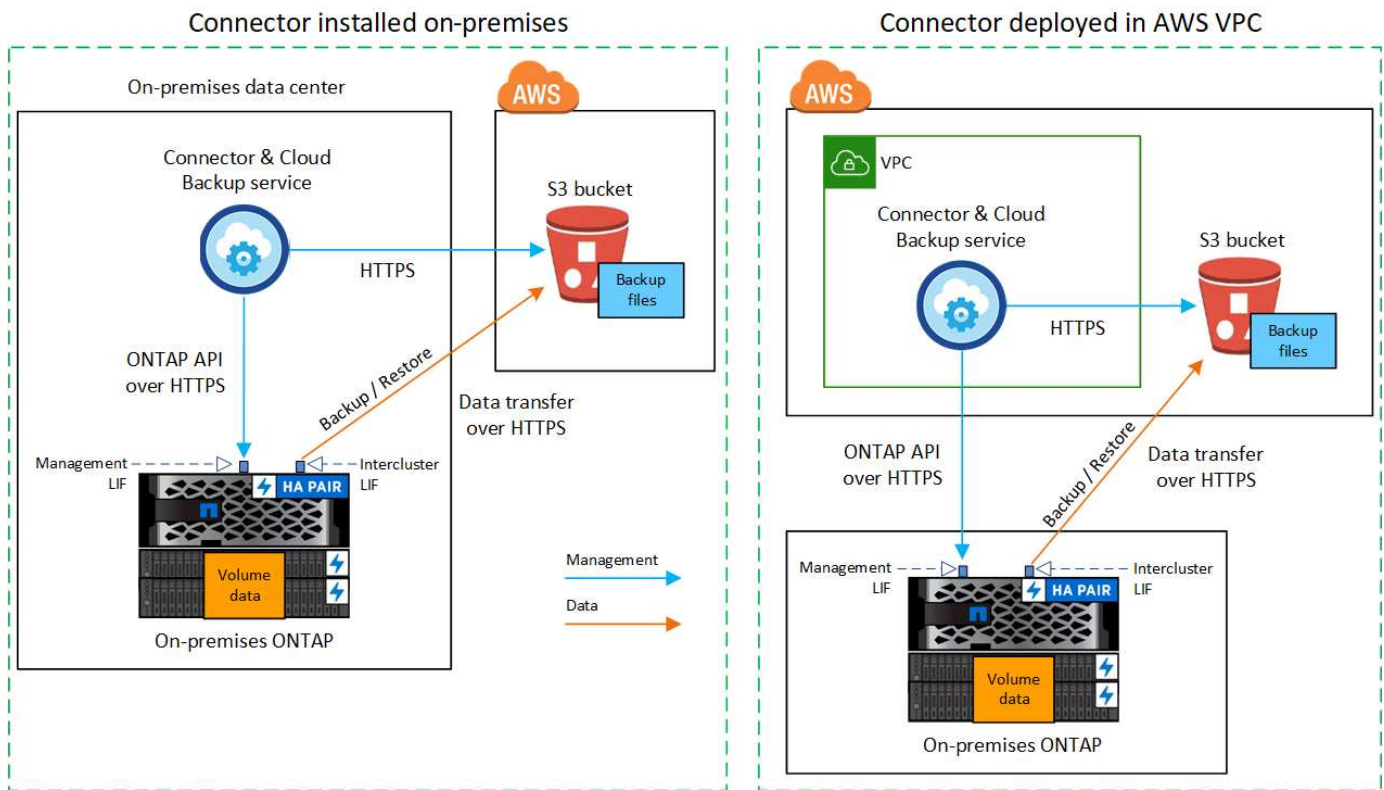 Connector installed on-premises
On-premises data center
AWS
Connector & Cloud
Backup service
S3 bucket
HTTPS
Backup
files
ONTAP API
over HTTPS
Backup / Restore
Data transfer
over HTTPS
Management
LIF
Intercluster
LIF
HA PAIR
Volume
data
On-premises ONTAP
Management
Data
Connector deployed in AWS VPC
AWS
VPC
Connector & Cloud
Backup service
S3 bucket
HTTPS
Backup
files
ONTAP API
over HTTPS
Backup / Restore
Data transfer
over HTTPS
Management
LIF
Intercluster
LIF
HA PAIR
Volume
data
On-premises ONTAP